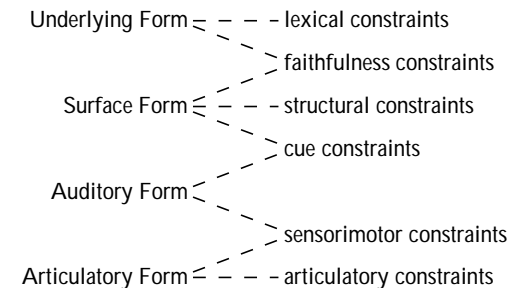 Underlying Form lexical constraints
faithfulness constraints
Surface Form structural constraints
cue constraints
Auditory Form
sensorimotor constraints
Articulatory Form articulatory constraints